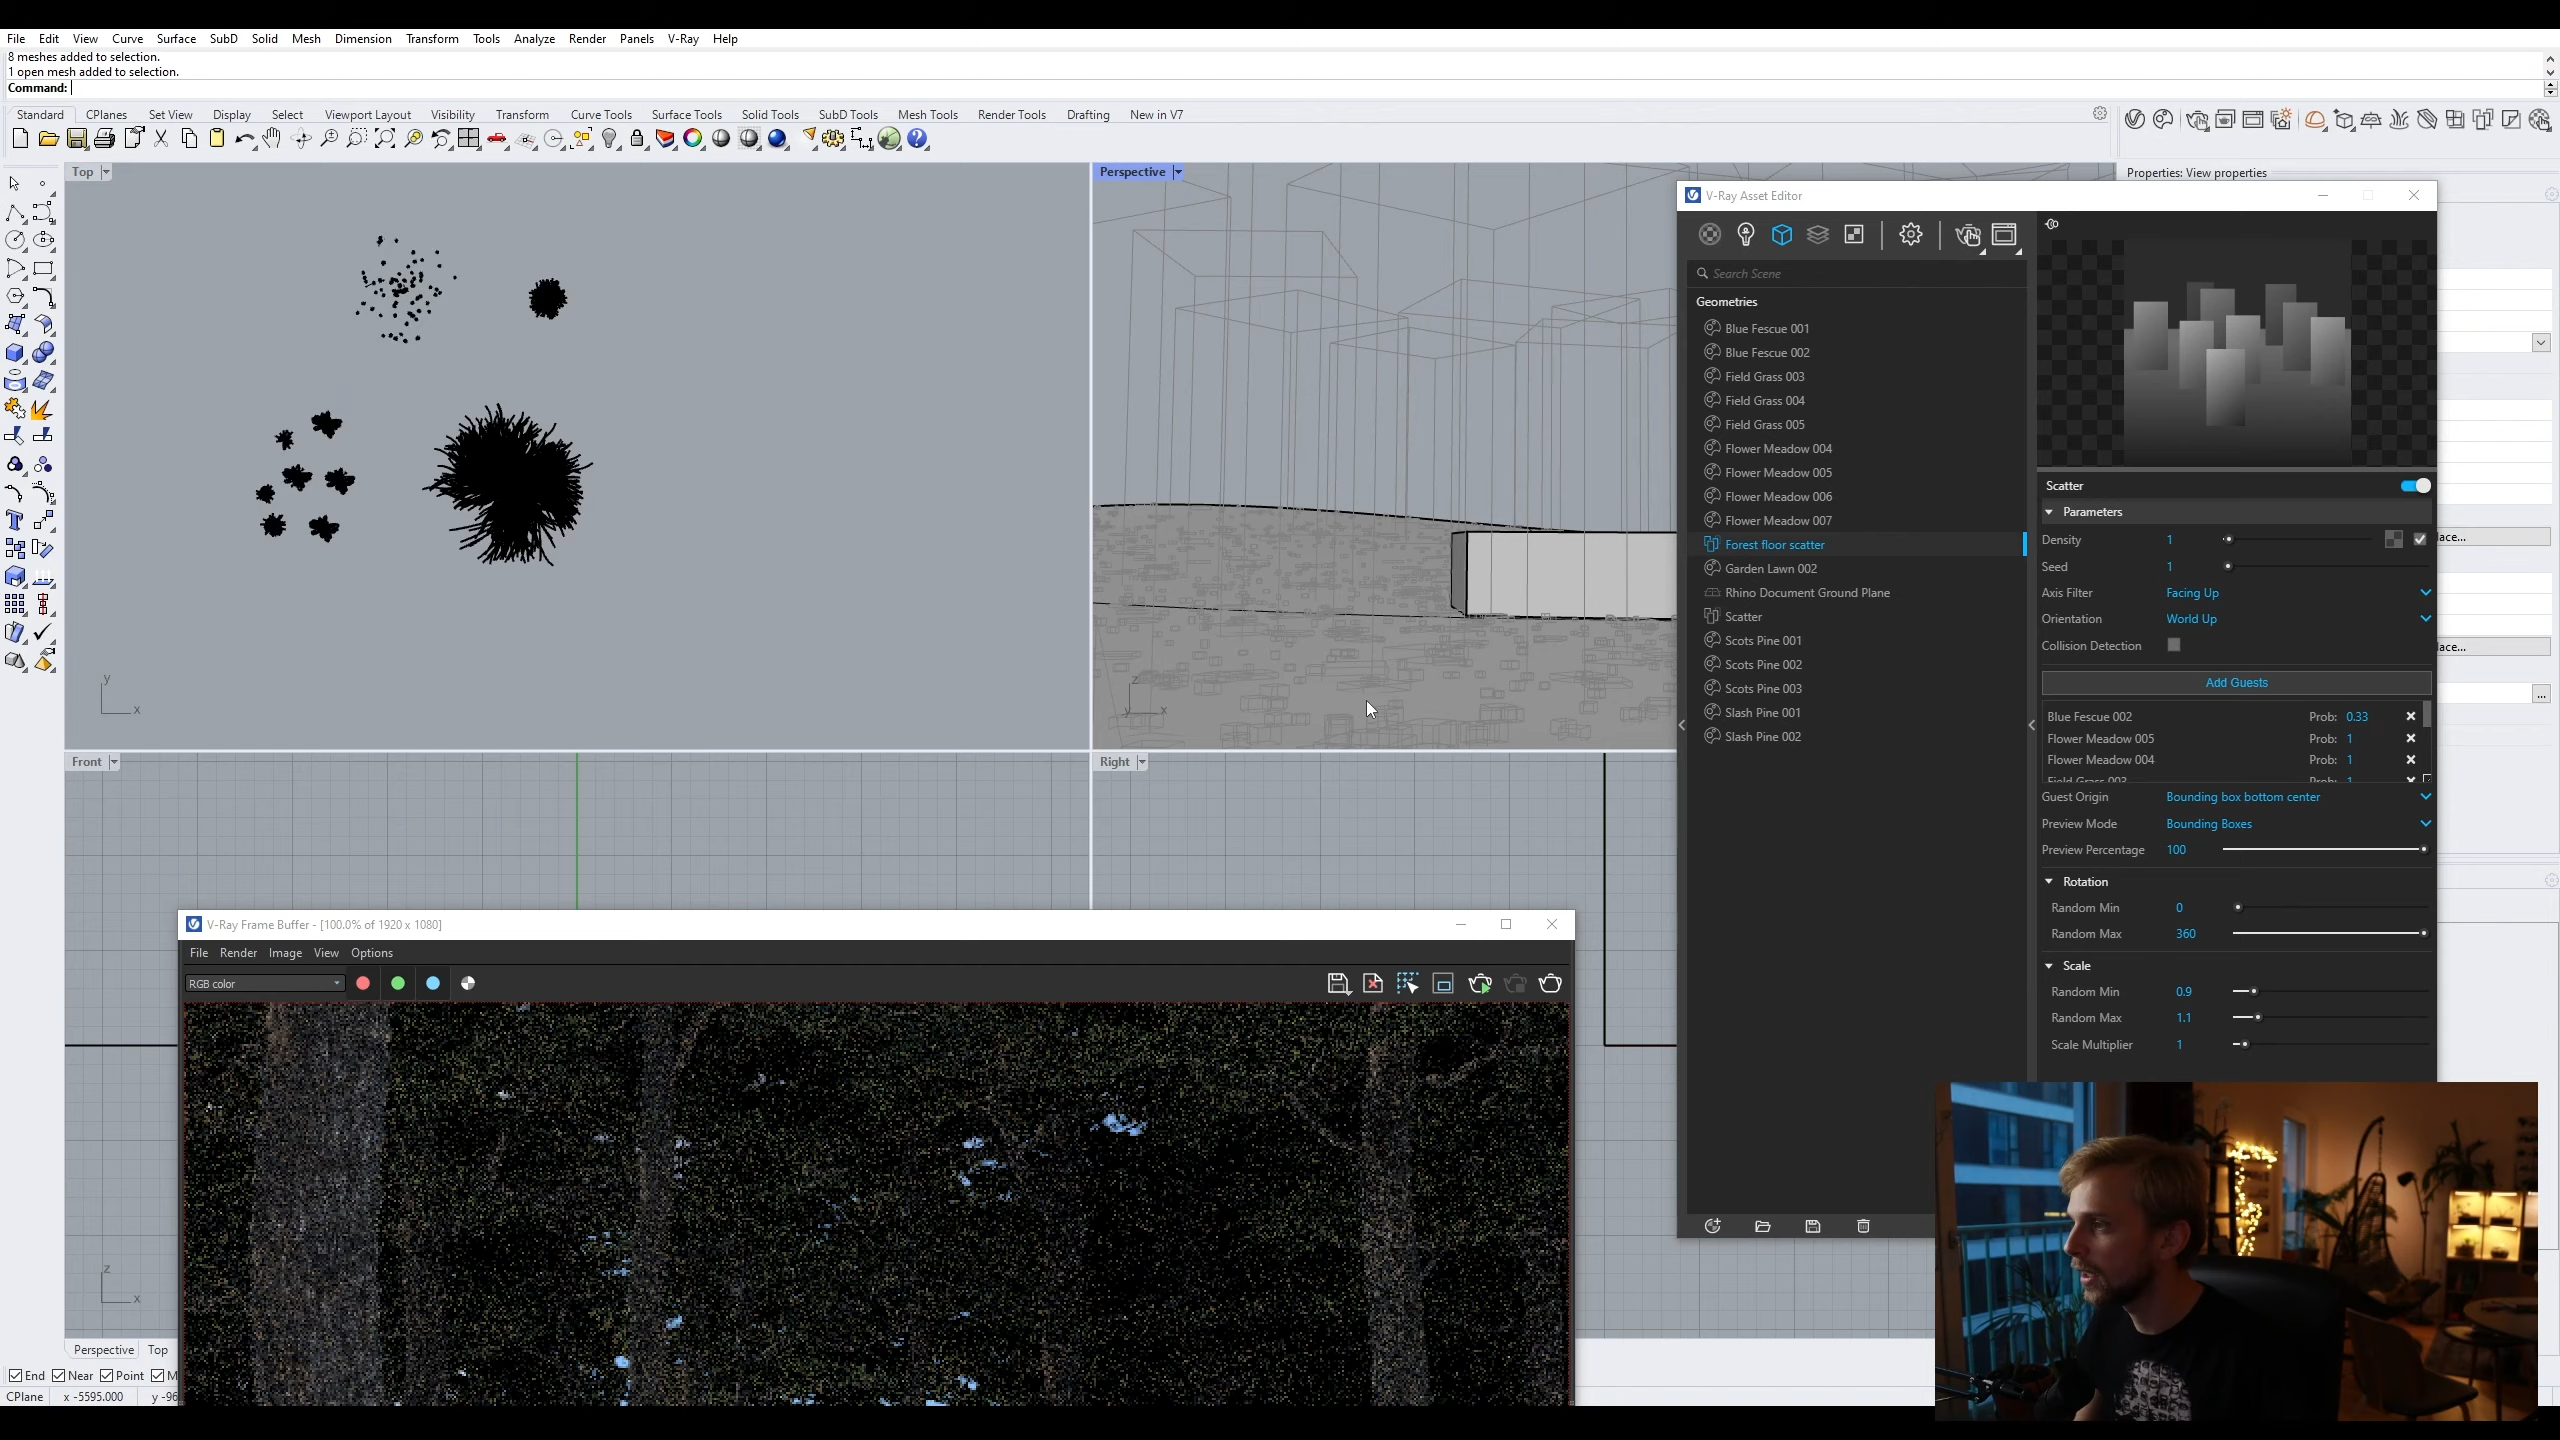 File Edit View Curve Surface SubD Solid Mesh Dimension Transform Tools Analyze Render Panels V-Ray Help
8 meshes added to selection.
1 open mesh added to selection.
Command:
Standard CPlanes Set View Display Select Viewport Layout Visibility Transform Curve Tools Surface Tools Solid Tools SubD Tools Mesh Tools Render Tools Drafting New in V7
Top
Perspective
Properties: View properties
V-Ray Asset Editor
Search Scene
Geometries
Blue Fescue 001
Blue Fescue 002
Field Grass 003
Field Grass 004
Field Grass 005
Flower Meadow 004
Flower Meadow 005
Flower Meadow 006
Flower Meadow 007
Forest floor scatter
Garden Lawn 002
Rhino Document Ground Plane
Scatter
Scots Pine 001
Scots Pine 002
Scots Pine 003
Slash Pine 001
Slash Pine 002
Scatter
Parameters
Density 1
Seed 1
Axis Filter Facing Up
Orientation World Up
Collision Detection
Add Guests
Blue Fescue 002 Prob: 0.33
Flower Meadow 005 Prob: 1
Flower Meadow 004 Prob: 1
Field Grass 003 Prob: 1
Guest Origin Bounding box bottom center
Preview Mode Bounding Boxes
Preview Percentage 100
Rotation
Random Min 0
Random Max 360
Scale
Random Min 0.9
Random Max 1.1
Scale Multiplier 1
lace...
lace...
...
y
x
z
y x
Front
Right
V-Ray Frame Buffer - [100.0% of 1920 x 1080]
File Render Image View Options
RGB color
z
x
Perspective Top
End Near Point M
CPlane x -5595.000 y -96